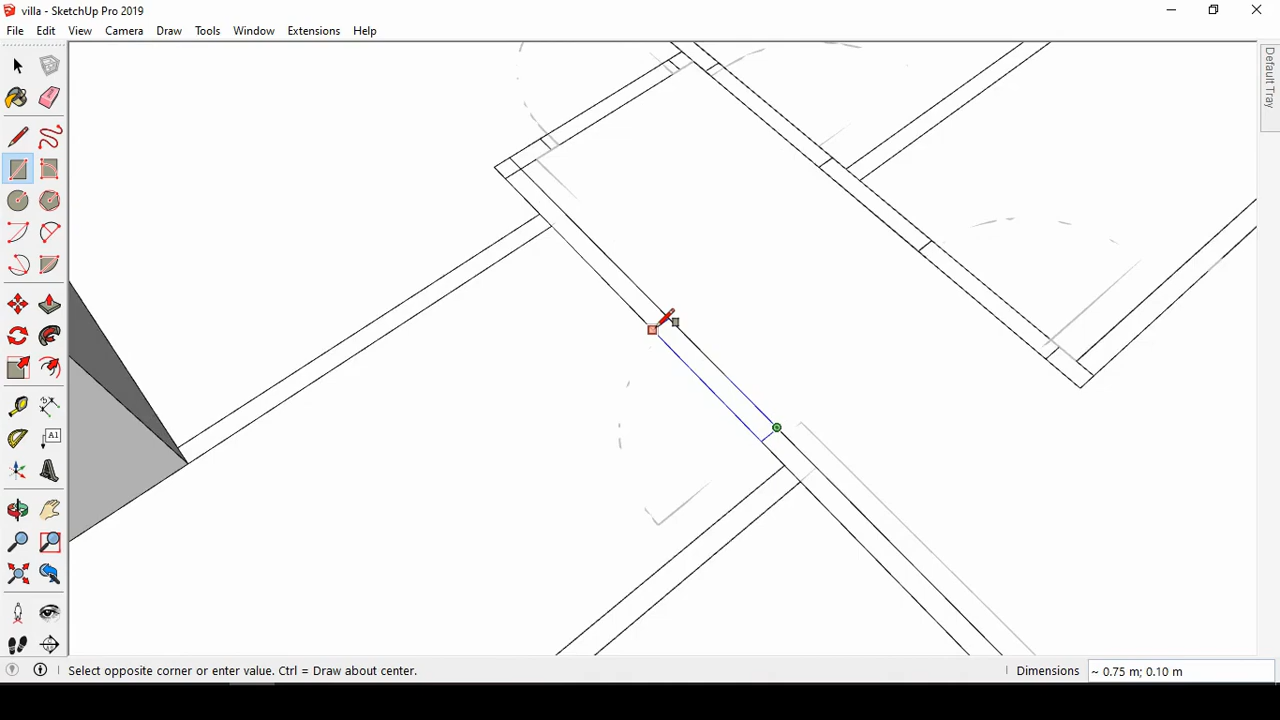 villa - SketchUp Pro 2019
File Edit View Camera Draw Tools Window Extensions Help
Default Tray
A1
Select opposite corner or enter value. Ctrl = Draw about center.
Dimensions ~ 0.75 m; 0.10 m